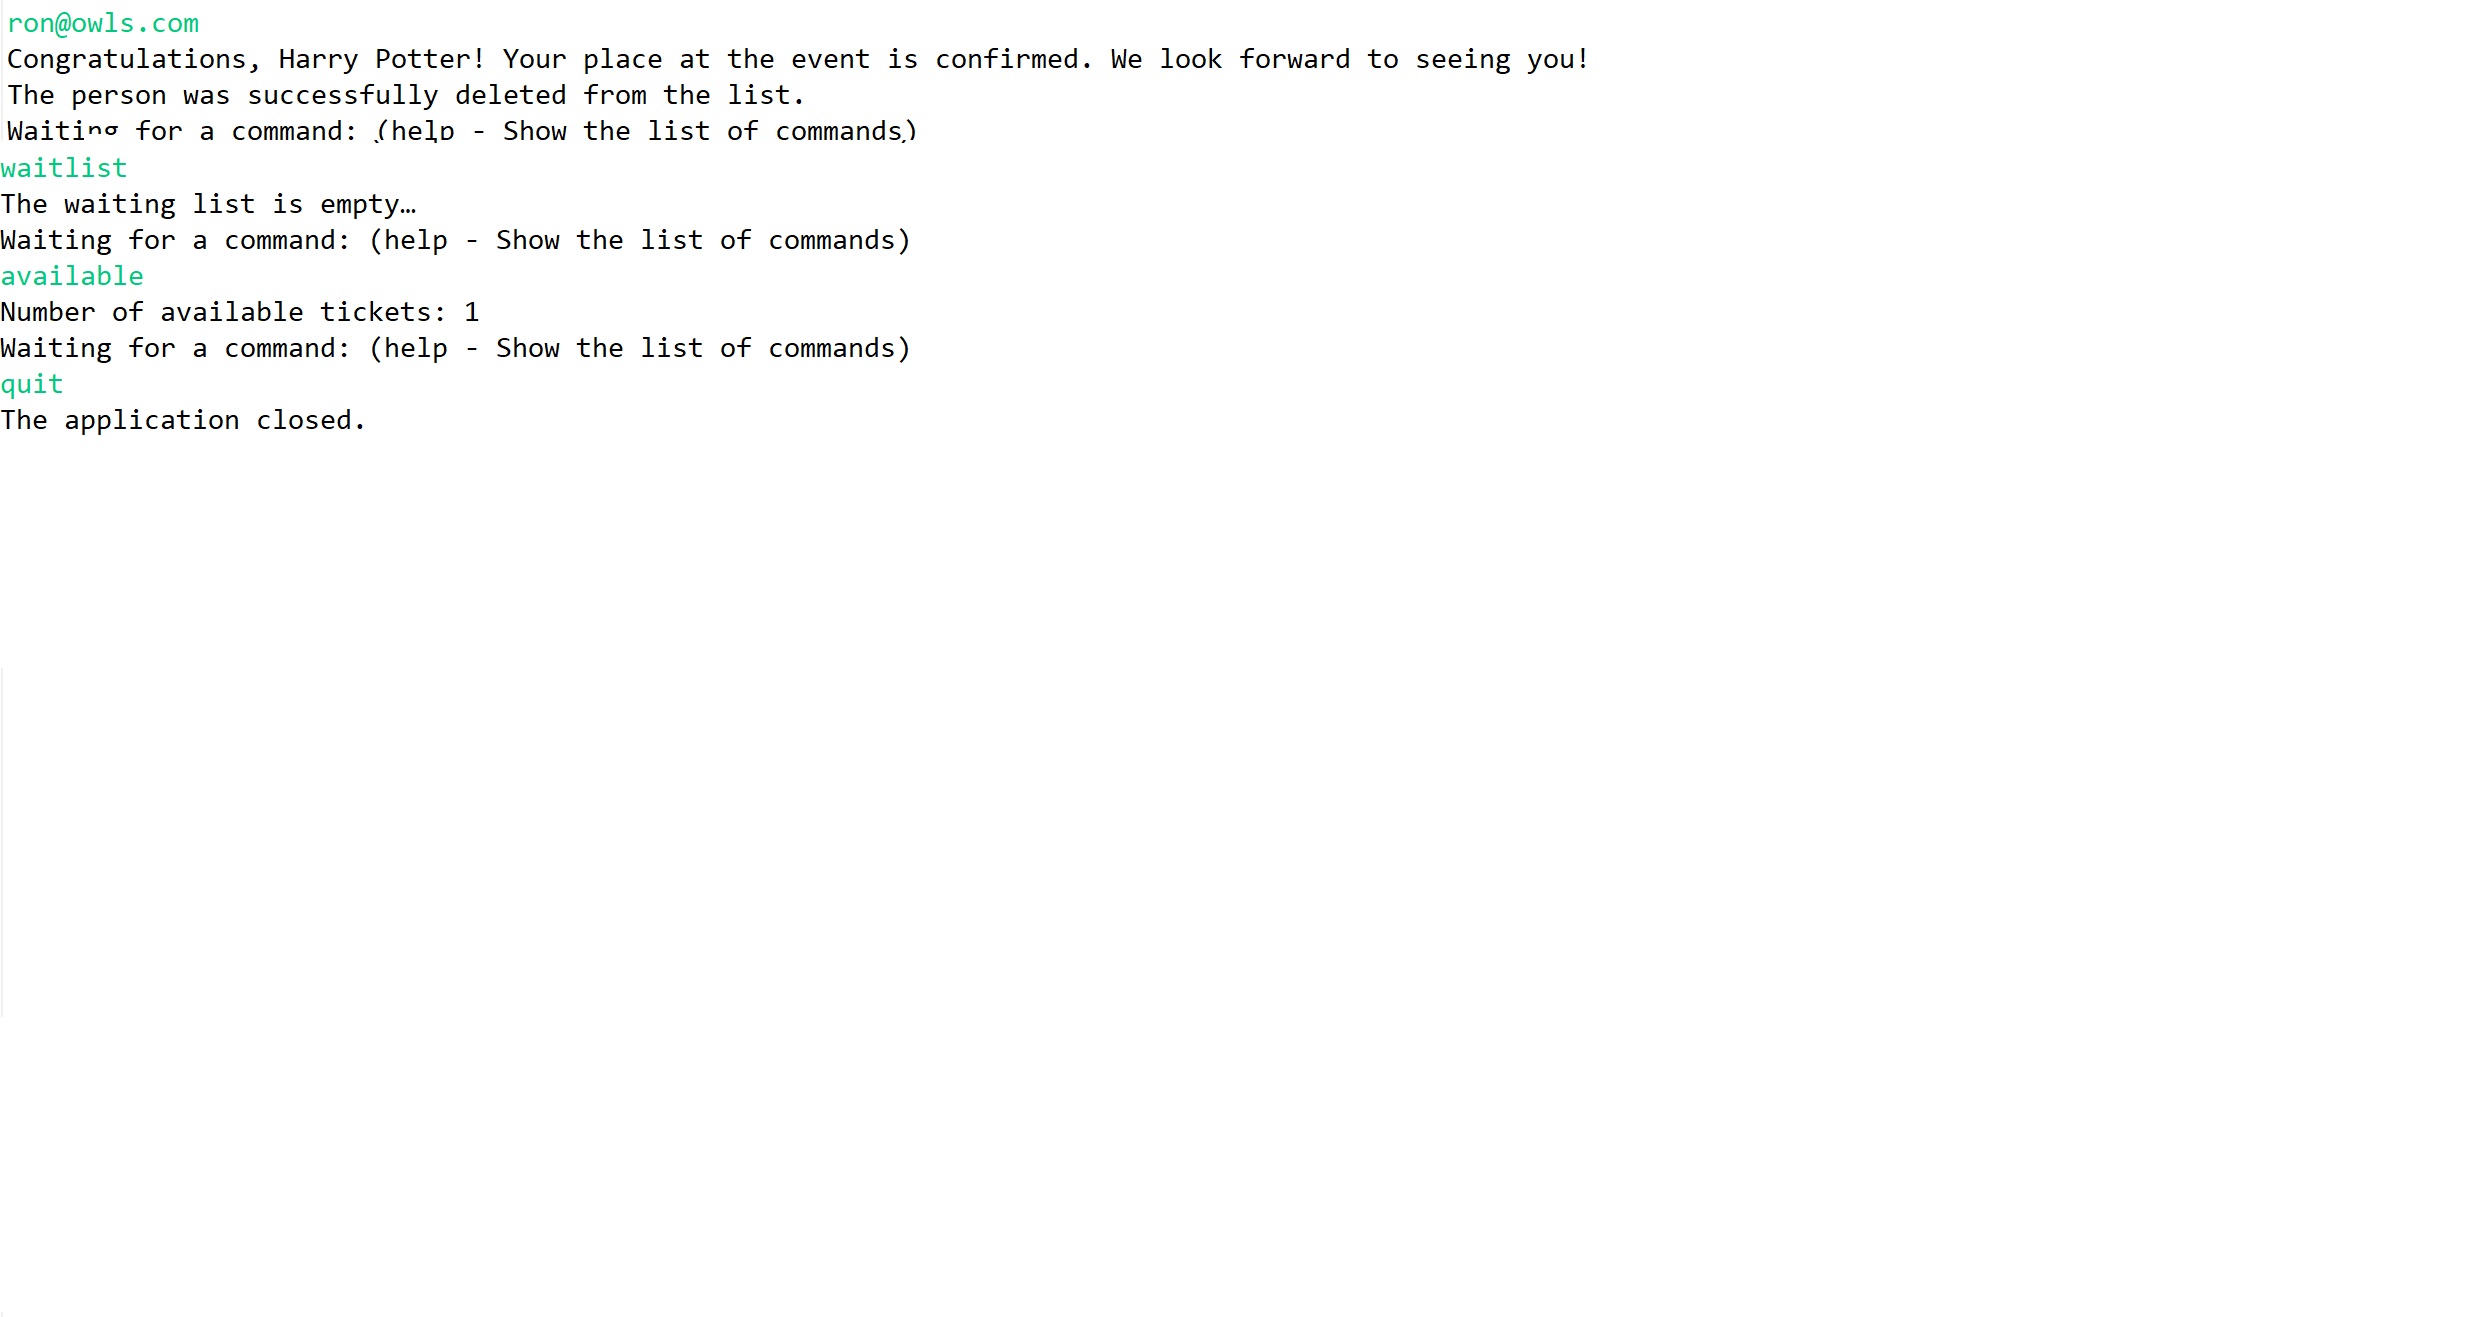 ron@owls.com
Congratulations, Harry Potter! Your place at the event is confirmed. We look forward to seeing you!
The person was successfully deleted from the list.
Waiting for a command: (help - Show the list of commands)
waitlist
The waiting list is empty…
Waiting for a command: (help - Show the list of commands)
available
Number of available tickets: 1
Waiting for a command: (help - Show the list of commands)
quit
The application closed.